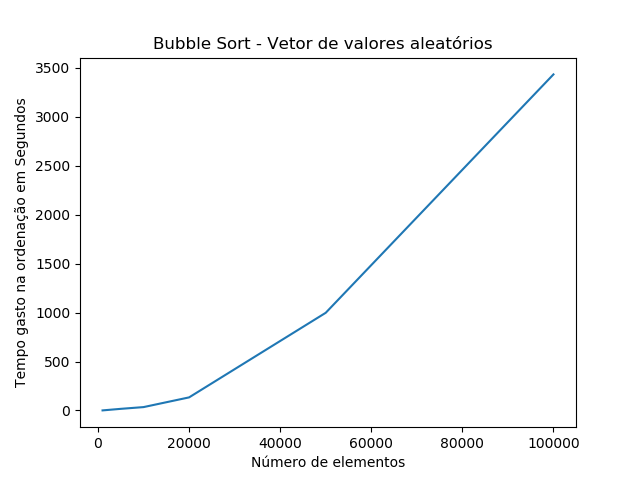 Bubble Sort - Vetor de valores aleatórios
3500
3000
2500
2000
1500
1000
500
0
Tempo gasto na ordenação em Segundos
0 20000 40000 60000 80000 100000
Número de elementos